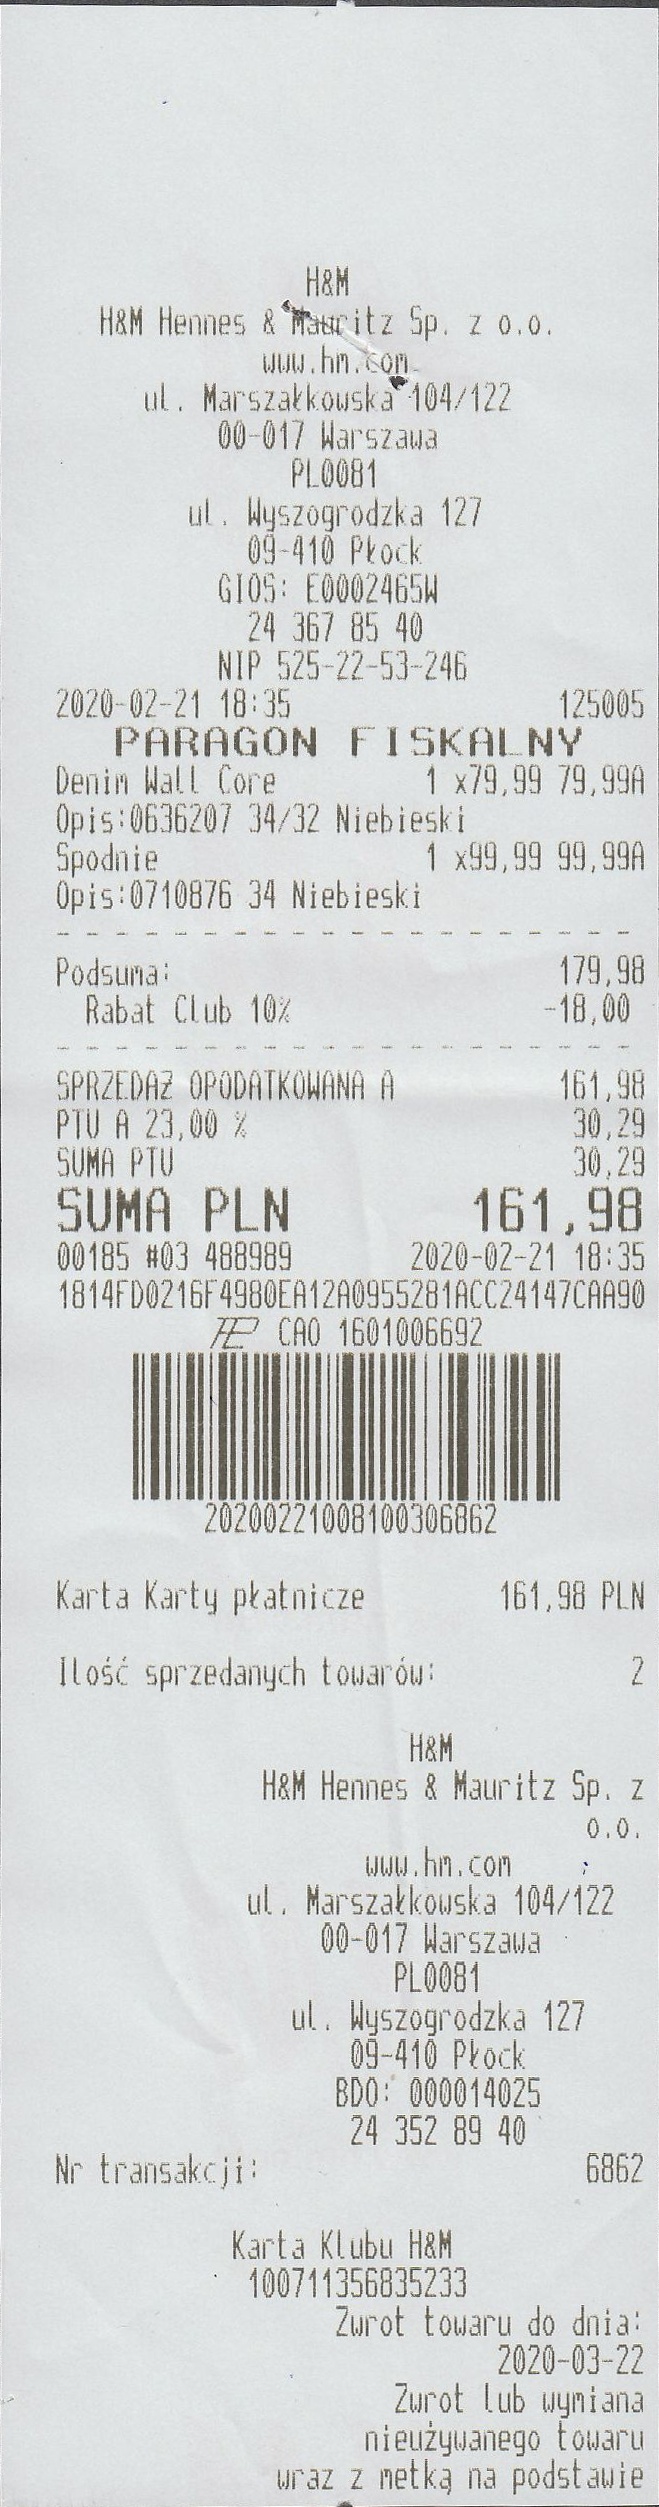 H&M
H&M Hennes & Mauritz Sp. z o.o.
www.hm.com
ul. Marszałkowska 104/122
00-017 Warszawa
PL0081
ul. Wyszogrodzka 127
09-410 Płock
GIOS: E0002465W
24 367 85 40
NIP 525-22-53-246
2020-02-21 18:35 125005
PARAGON FISKALNY
Denim Wall Core 1 x79,99 79,99A
Opis:0636207 34/32 Niebieski
Spodnie 1 x99,99 99,99A
Opis:0710876 34 Niebieski
Podsuma: 179,98
Rabat Club 10% -18,00
SPRZEDAŻ OPODATKOWANA A 161,98
PTU A 23,00 % 30,29
SUMA PTU 30,29
SUMA PLN 161,98
00185 #03 488989 2020-02-21 18:35
1814FD0216F4980EA12A0955281ACC24147CAA90
CAO 1601006692
20200221008100306862
Karta Karty płatnicze 161,98 PLN
Ilość sprzedanych towarów: 2
H&M
H&M Hennes & Mauritz Sp. z
o.o.
www.hm.com
ul. Marszałkowska 104/122
00-017 Warszawa
PL0081
ul. Wyszogrodzka 127
09-410 Płock
BDO: 000014025
24 352 89 40
Nr transakcji: 6862
Karta Klubu H&M
100711356835233
Zwrot towaru do dnia:
2020-03-22
Zwrot lub wymiana
nieużywanego towaru
wraz z metką na podstawie